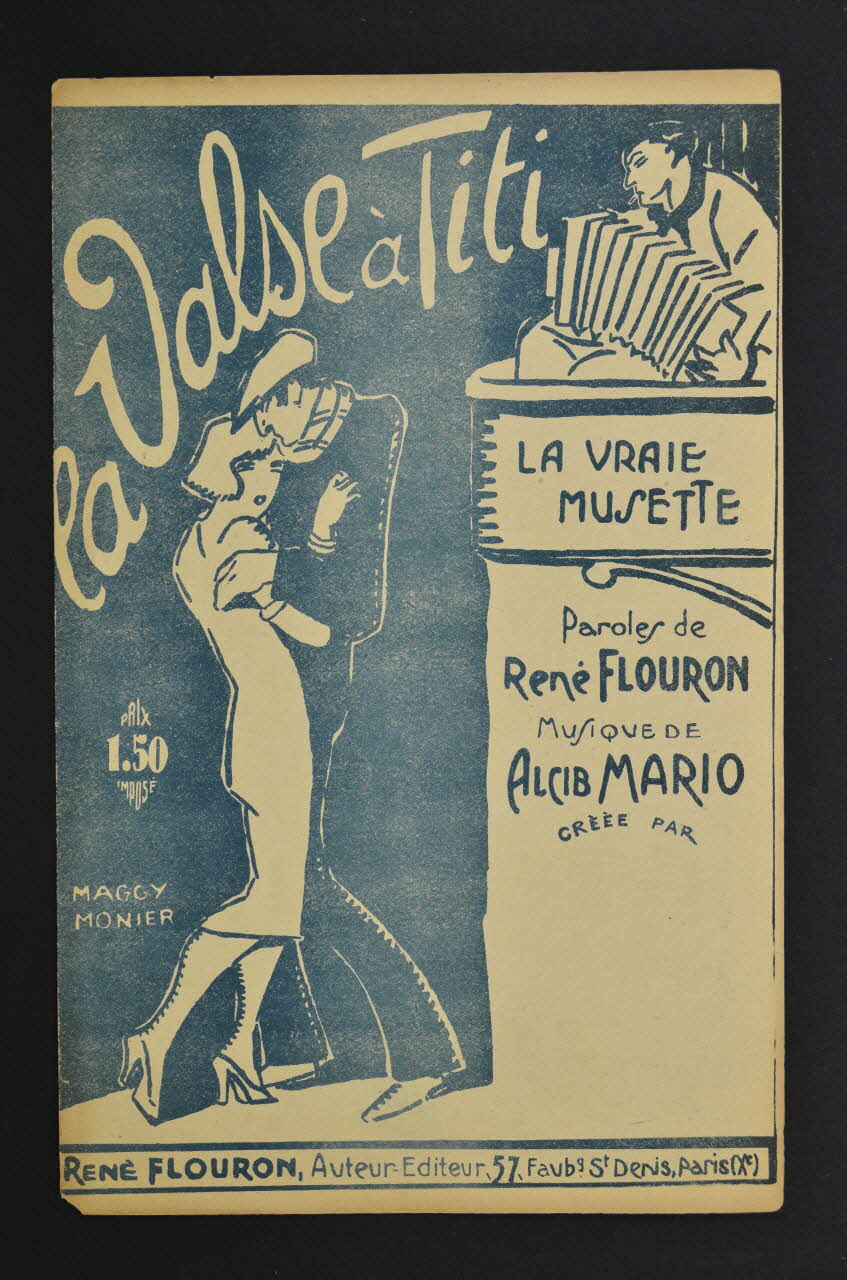 La Valse à Titi
LA VRAIE
MUSETTE
Paroles de
René FLOURON
MUSIQUE DE
ALCIB MARIO
CRÈÈE PAR
PRIX
1.50
IMPOSÉ
MAGGY
MONIER
RENÉ FLOURON, Auteur-Editeur, 57, Faubg St Denis, Paris (Xe)